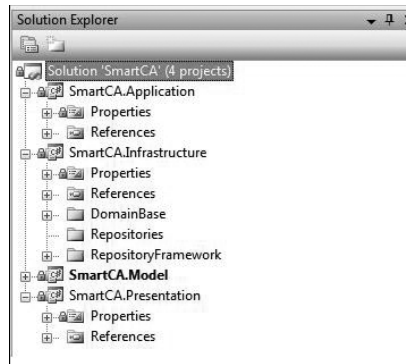 Solution Explorer
Solution 'SmartCA' (4 projects)
SmartCA.Application
Properties
References
SmartCA.Infrastructure
Properties
References
DomainBase
Repositories
RepositoryFramework
SmartCA.Model
SmartCA.Presentation
Properties
References